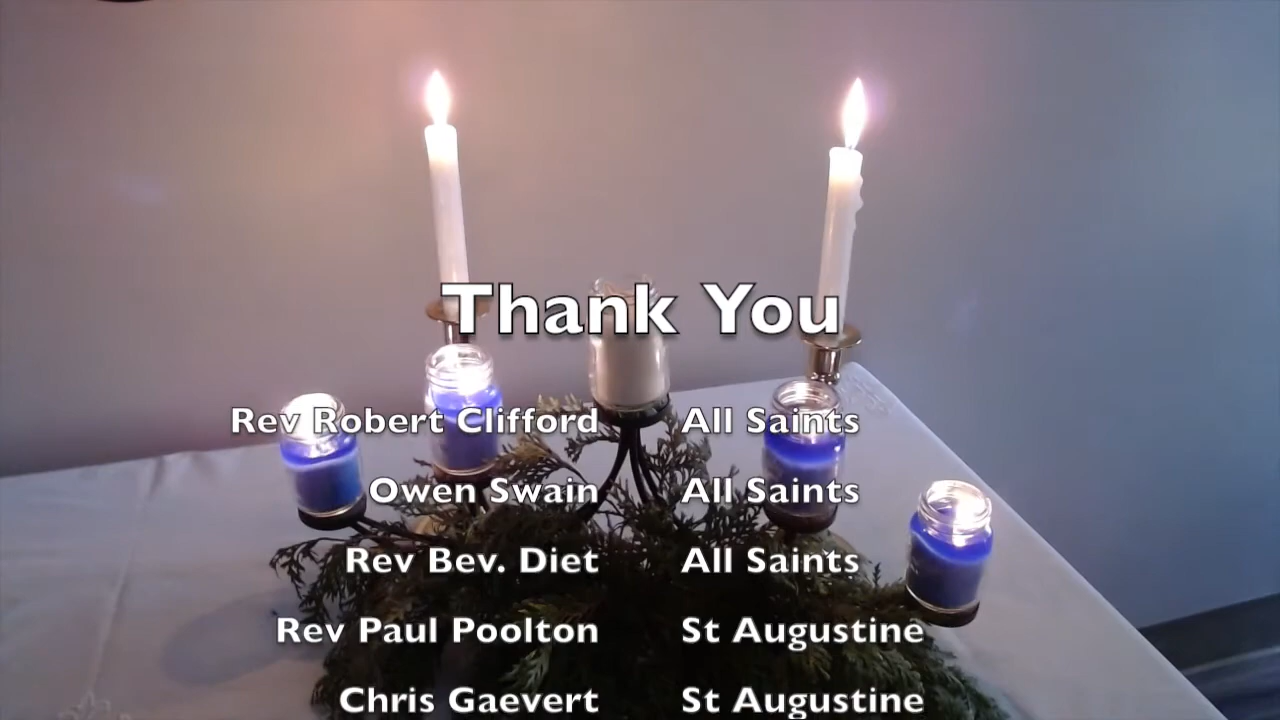 Thank You
Rev Robert Clifford All Saints
Owen Swain All Saints
Rev Bev. Diet All Saints
Rev Paul Poolton St Augustine
Chris Gaevert St Augustine